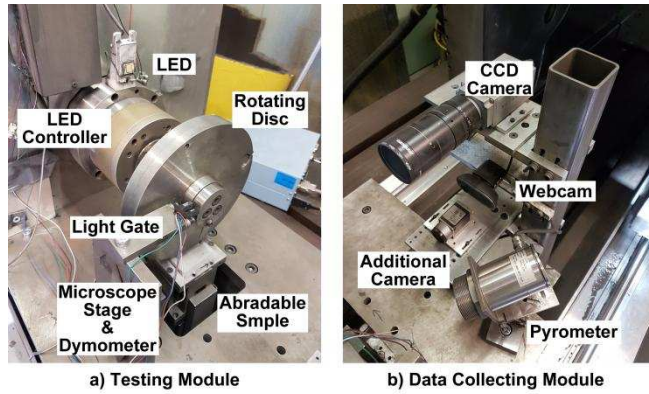 LED
LED
Controller
Rotating
Disc
Light Gate
Microscope
Stage
&
Dymometer
Abradable
Smple
a) Testing Module
CCD
Camera
Webcam
Additional
Camera
Pyrometer
b) Data Collecting Module